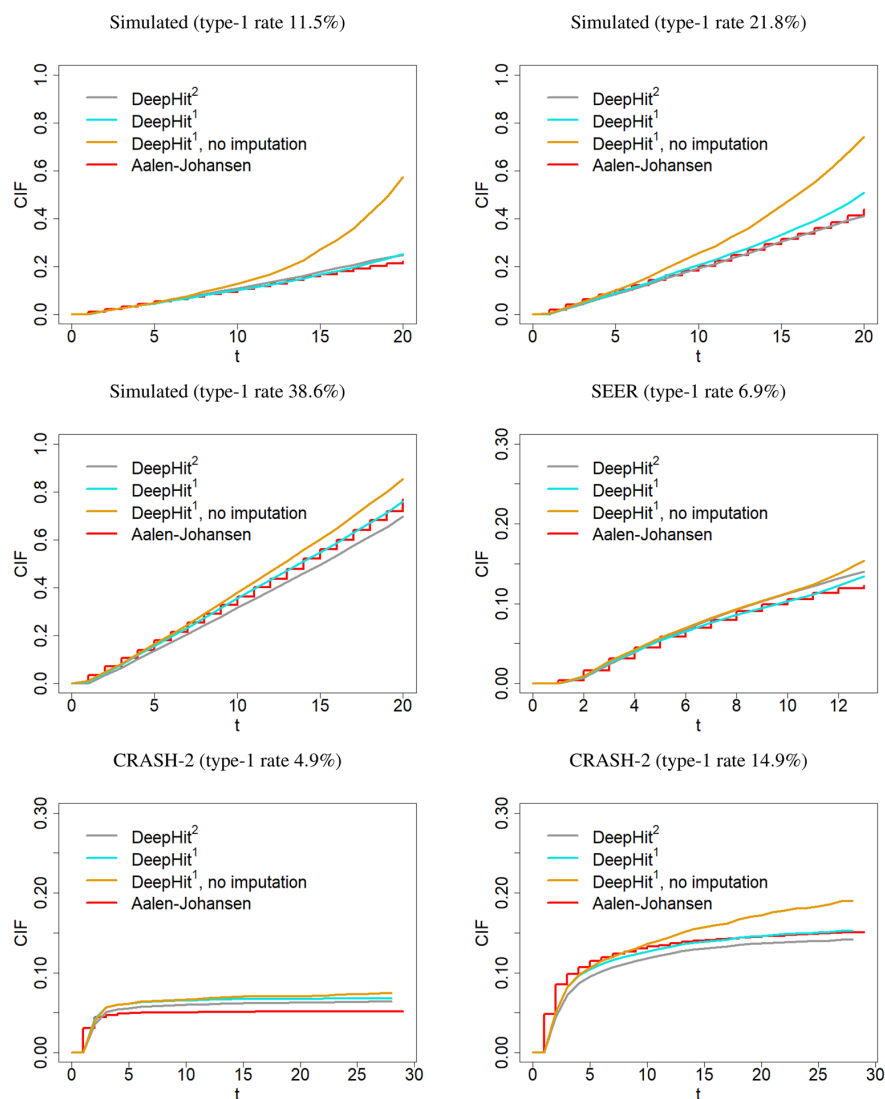 Simulated (type-1 rate 11.5%)
CIF
0.0 0.2 0.4 0.6 0.8 1.0
DeepHit²
DeepHit¹
DeepHit¹, no imputation
Aalen-Johansen
0 5 10 15 20
t
Simulated (type-1 rate 21.8%)
CIF
0.0 0.2 0.4 0.6 0.8 1.0
DeepHit²
DeepHit¹
DeepHit¹, no imputation
Aalen-Johansen
0 5 10 15 20
t
Simulated (type-1 rate 38.6%)
CIF
0.0 0.2 0.4 0.6 0.8 1.0
DeepHit²
DeepHit¹
DeepHit¹, no imputation
Aalen-Johansen
0 5 10 15 20
t
SEER (type-1 rate 6.9%)
CIF
0.00 0.10 0.20 0.30
DeepHit²
DeepHit¹
DeepHit¹, no imputation
Aalen-Johansen
0 2 4 6 8 10 12
t
CRASH-2 (type-1 rate 4.9%)
CIF
0.00 0.10 0.20 0.30
DeepHit²
DeepHit¹
DeepHit¹, no imputation
Aalen-Johansen
0 5 10 15 20 25 30
t
CRASH-2 (type-1 rate 14.9%)
CIF
0.00 0.10 0.20 0.30
DeepHit²
DeepHit¹
DeepHit¹, no imputation
Aalen-Johansen
0 5 10 15 20 25 30
t